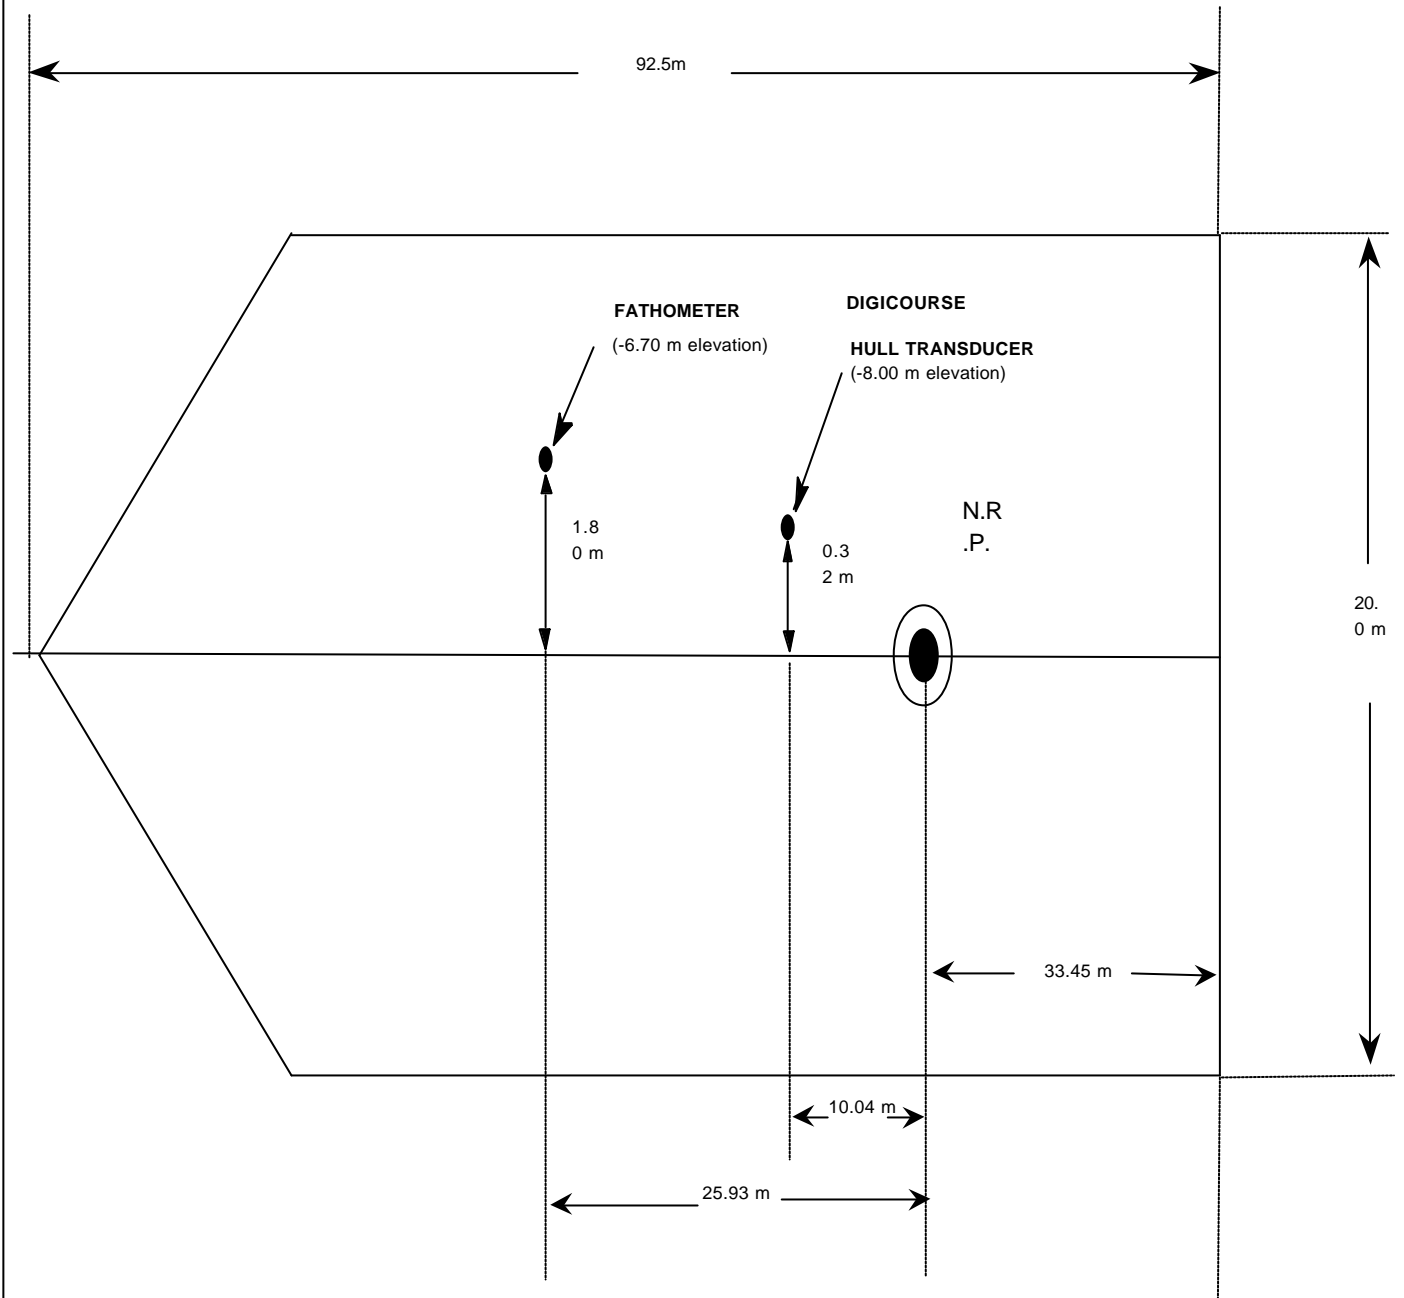 92.5m
FATHOMETER
(-6.70 m elevation)
DIGICOURSE
HULL TRANSDUCER
(-8.00 m elevation)
1.8
0 m
0.3
2 m
N.R
.P.
20.
0 m
33.45 m
10.04 m
25.93 m